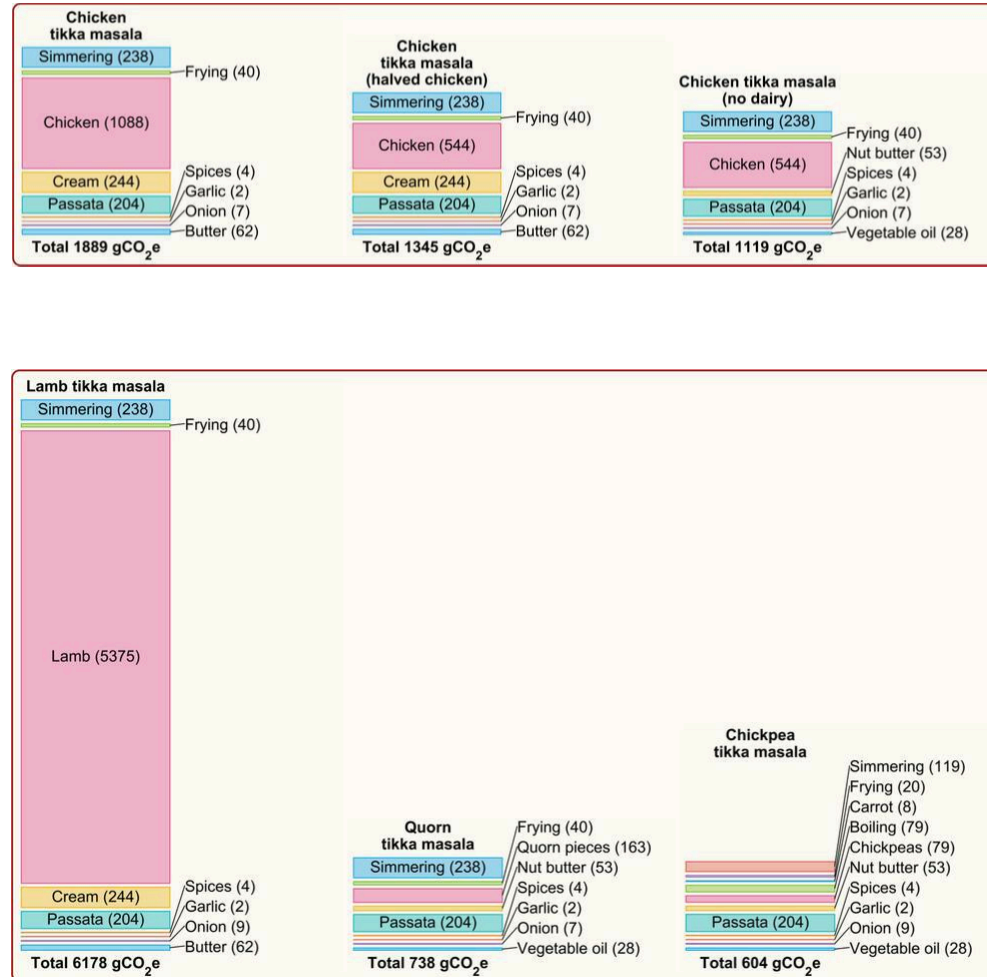 Chicken
tikka masala
Simmering (238)
Frying (40)
Chicken (1088)
Cream (244)
Passata (204)
Spices (4)
Garlic (2)
Onion (7)
Butter (62)
Total 1889 gCO₂e
Chicken
tikka masala
(halved chicken)
Simmering (238)
Frying (40)
Chicken (544)
Cream (244)
Passata (204)
Spices (4)
Garlic (2)
Onion (7)
Butter (62)
Total 1345 gCO₂e
Chicken tikka masala
(no dairy)
Simmering (238)
Frying (40)
Chicken (544)
Nut butter (53)
Passata (204)
Spices (4)
Garlic (2)
Onion (7)
Vegetable oil (28)
Total 1119 gCO₂e
Lamb tikka masala
Simmering (238)
Frying (40)
Lamb (5375)
Cream (244)
Passata (204)
Spices (4)
Garlic (2)
Onion (9)
Butter (62)
Total 6178 gCO₂e
Quorn
tikka masala
Simmering (238)
Frying (40)
Quorn pieces (163)
Nut butter (53)
Passata (204)
Spices (4)
Garlic (2)
Onion (7)
Vegetable oil (28)
Total 738 gCO₂e
Chickpea
tikka masala
Simmering (119)
Frying (20)
Carrot (8)
Boiling (79)
Chickpeas (79)
Nut butter (53)
Passata (204)
Spices (4)
Garlic (2)
Onion (9)
Vegetable oil (28)
Total 604 gCO₂e